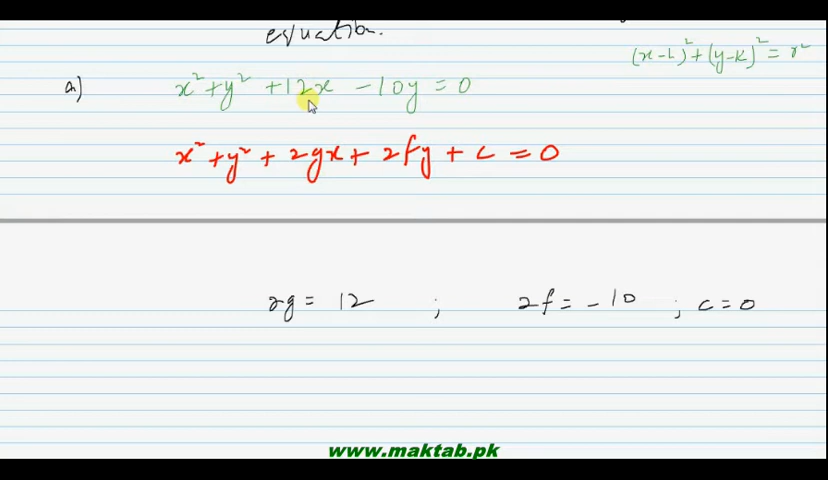 equation.
(x-h)² + (y-k)² = r²
a) x² + y² + 12x - 10y = 0
x² + y² + 2gx + 2fy + c = 0
2g = 12 ; 2f = -10 ; c = 0
www.maktab.pk